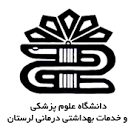 دانشگاه علوم پزشکی
و خدمات بهداشتی درمانی لرستان